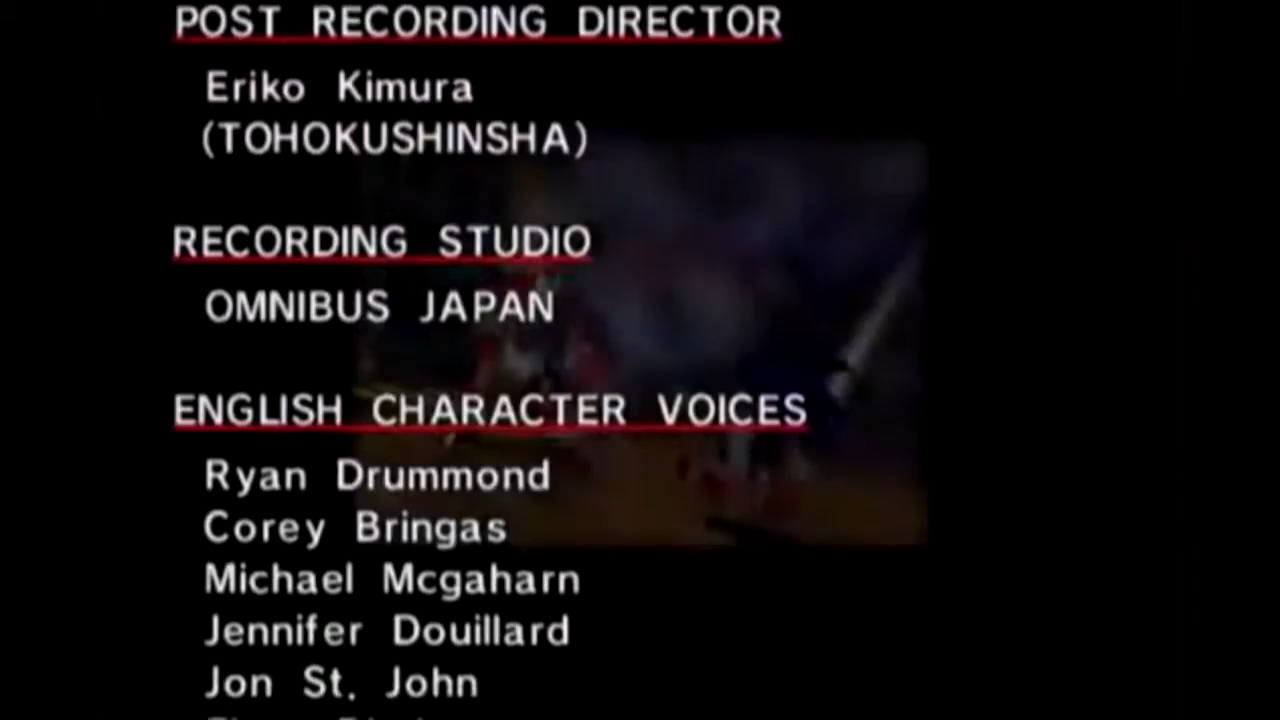 POST RECORDING DIRECTOR
Eriko Kimura
(TOHOKUSHINSHA)
RECORDING STUDIO
OMNIBUS JAPAN
ENGLISH CHARACTER VOICES
Ryan Drummond
Corey Bringas
Michael Mcgaharn
Jennifer Douillard
Jon St. John